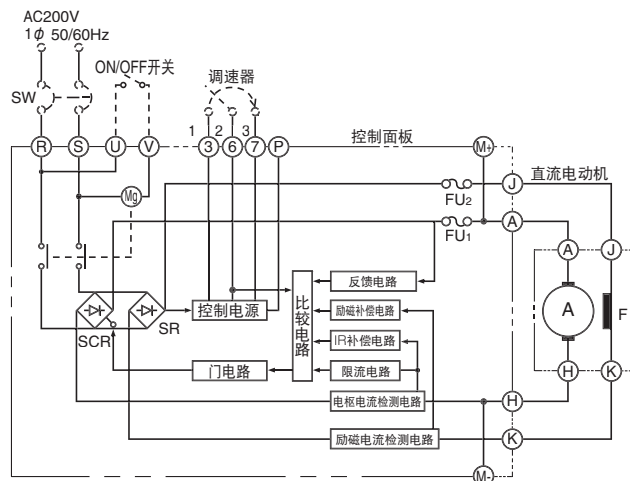 AC200V
1ϕ 50/60Hz
ON/OFF开关
调速器
SW
1 2 3
控制面板
R S U V 3 6 7 P M+
直流电动机
Mg
J
FU2
A
FU1
A J
反馈电路
A
F
控制电源
比较电路
励磁补偿电路
SCR
SR
IR补偿电路
门电路
限流电路
H K
电枢电流检测电路
H
励磁电流检测电路
K
M-